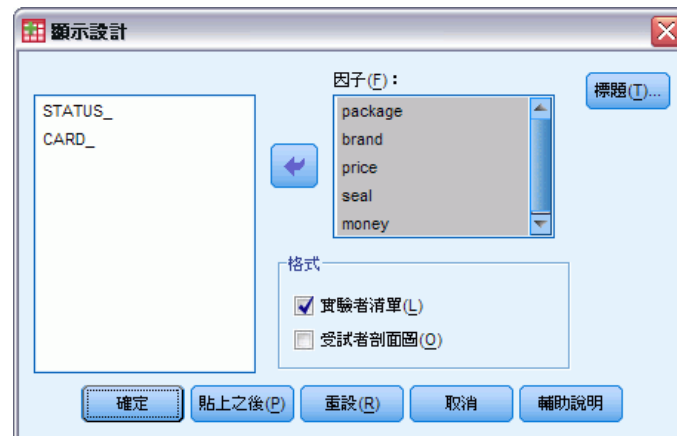 顯示設計
因子(F)：
標題(T)...
STATUS_
CARD_
package
brand
price
seal
money
格式
實驗者清單(L)
受試者剖面圖(O)
確定
貼上之後(P)
重設(R)
取消
輔助說明